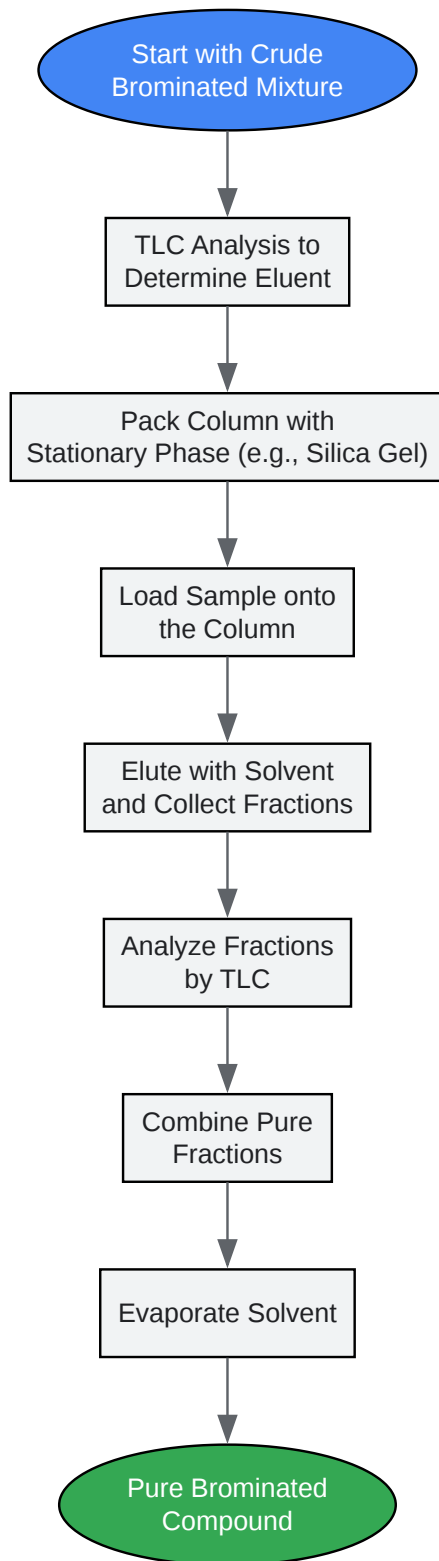 Start with Crude
Brominated Mixture
TLC Analysis to
Determine Eluent
Pack Column with
Stationary Phase (e.g., Silica Gel)
Load Sample onto
the Column
Elute with Solvent
and Collect Fractions
Analyze Fractions
by TLC
Combine Pure
Fractions
Evaporate Solvent
Pure Brominated
Compound